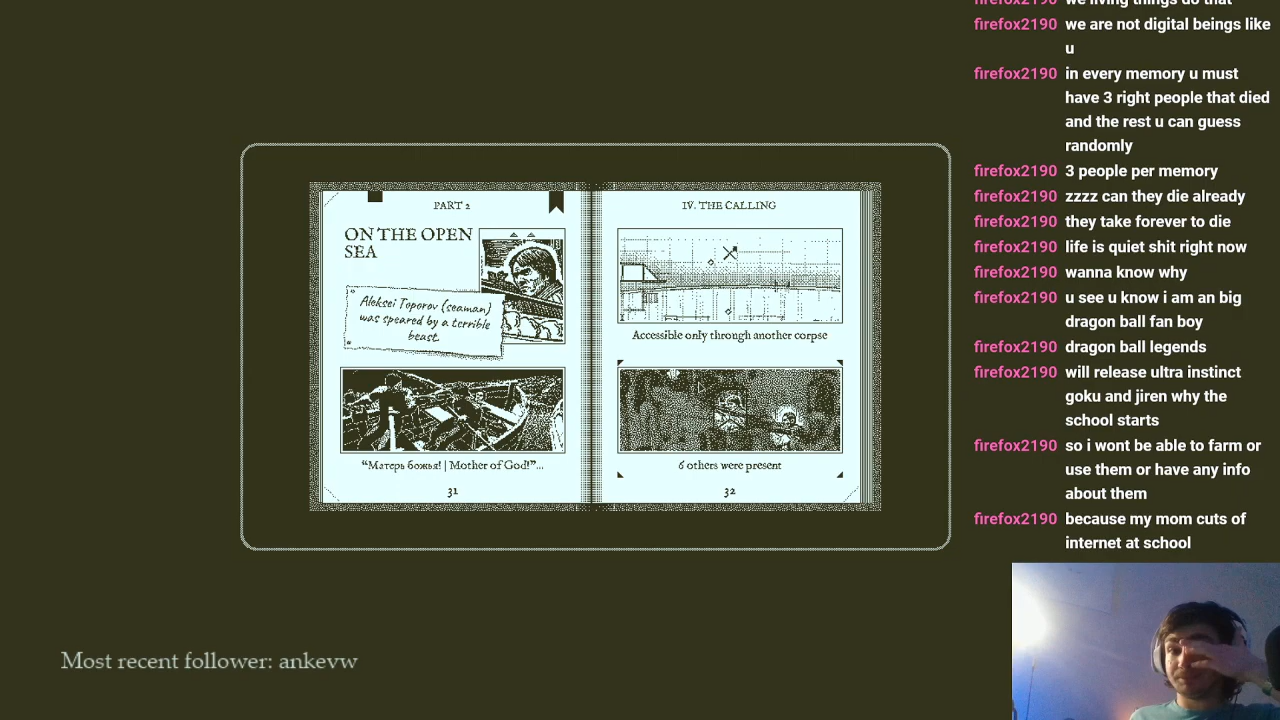 PART 2
ON THE OPEN
SEA
Aleksei Toporov (seaman)
was speared by a terrible
beast.
"Матерь божья! | Mother of God!"...
31
IV. THE CALLING
Accessible only through another corpse
6 others were present
32
firefox2190 we living things do that
firefox2190 we are not digital beings like
u
firefox2190 in every memory u must
have 3 right people that died
and the rest u can guess
randomly
firefox2190 3 people per memory
firefox2190 zzzz can they die already
firefox2190 they take forever to die
firefox2190 life is quiet shit right now
firefox2190 wanna know why
firefox2190 u see u know i am an big
dragon ball fan boy
firefox2190 dragon ball legends
firefox2190 will release ultra instinct
goku and jiren why the
school starts
firefox2190 so i wont be able to farm or
use them or have any info
about them
firefox2190 because my mom cuts of
internet at school
Most recent follower: ankevw